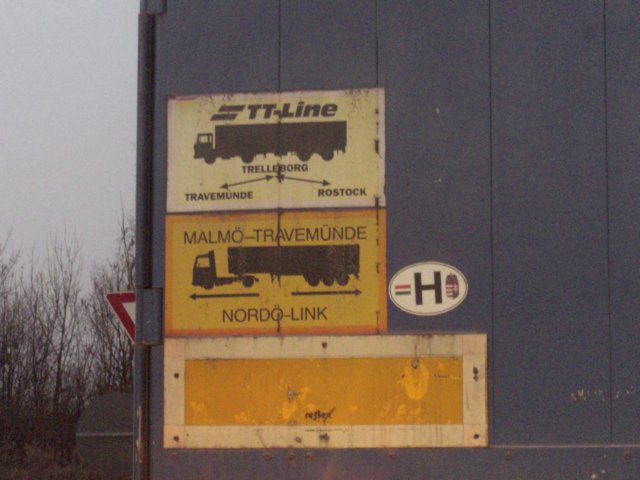 TT-Line
TRELLEBORG
TRAVEMÜNDE
ROSTOCK
MALMÖ–TRAVEMÜNDE
NORDÖ–LINK
H
reflex